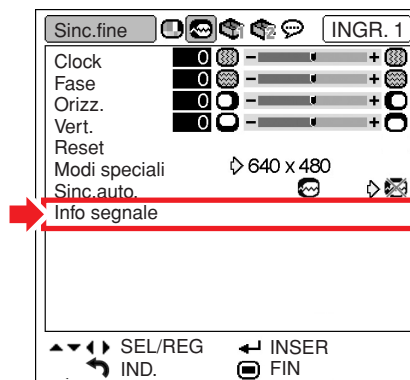 Sinc.fine INGR. 1
Clock 0
Fase 0
Orizz. 0
Vert. 0
Reset
Modi speciali 640 x 480
Sinc.auto.
Info segnale
SEL/REG INSER
IND. FIN